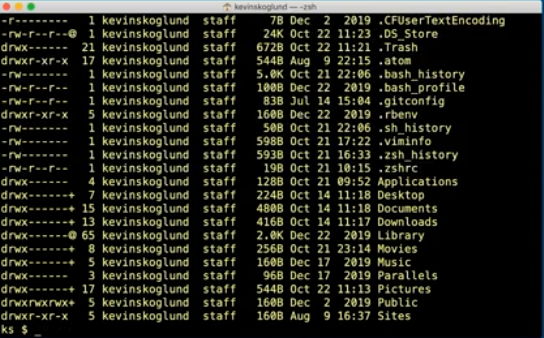 kevinskoglund — -zsh
-r-------- 1 kevinskoglund staff 7B Dec 2 2019 .CFUserTextEncoding
-rw-r--r--@ 1 kevinskoglund staff 24K Oct 22 11:23 .DS_Store
drwx------ 21 kevinskoglund staff 672B Oct 22 11:21 .Trash
drwxr-xr-x 17 kevinskoglund staff 544B Aug 9 22:15 .atom
-rw------- 1 kevinskoglund staff 5.0K Oct 21 22:06 .bash_history
-rw-r--r-- 1 kevinskoglund staff 100B Dec 22 2019 .bash_profile
-rw-r--r-- 1 kevinskoglund staff 83B Jul 14 15:04 .gitconfig
drwxr-xr-x 5 kevinskoglund staff 160B Dec 22 2019 .rbenv
-rw------- 1 kevinskoglund staff 50B Oct 21 22:06 .sh_history
-rw------- 1 kevinskoglund staff 598B Oct 21 17:22 .viminfo
-rw------- 1 kevinskoglund staff 593B Oct 21 16:33 .zsh_history
-rw-r--r-- 1 kevinskoglund staff 19B Oct 21 10:15 .zshrc
drwx------ 4 kevinskoglund staff 128B Oct 21 09:52 Applications
drwx------+ 7 kevinskoglund staff 224B Oct 14 11:18 Desktop
drwx------+ 15 kevinskoglund staff 480B Oct 14 11:18 Documents
drwx------+ 13 kevinskoglund staff 416B Oct 14 11:17 Downloads
drwx------@ 65 kevinskoglund staff 2.0K Dec 22 2019 Library
drwx------+ 8 kevinskoglund staff 256B Oct 21 23:14 Movies
drwx------+ 5 kevinskoglund staff 160B Dec 17 2019 Music
drwx------ 3 kevinskoglund staff 96B Dec 17 2019 Parallels
drwx------+ 17 kevinskoglund staff 544B Oct 22 11:13 Pictures
drwxrwxrwx+ 5 kevinskoglund staff 160B Dec 2 2019 Public
drwxr-xr-x 5 kevinskoglund staff 160B Aug 9 16:37 Sites
ks $ _